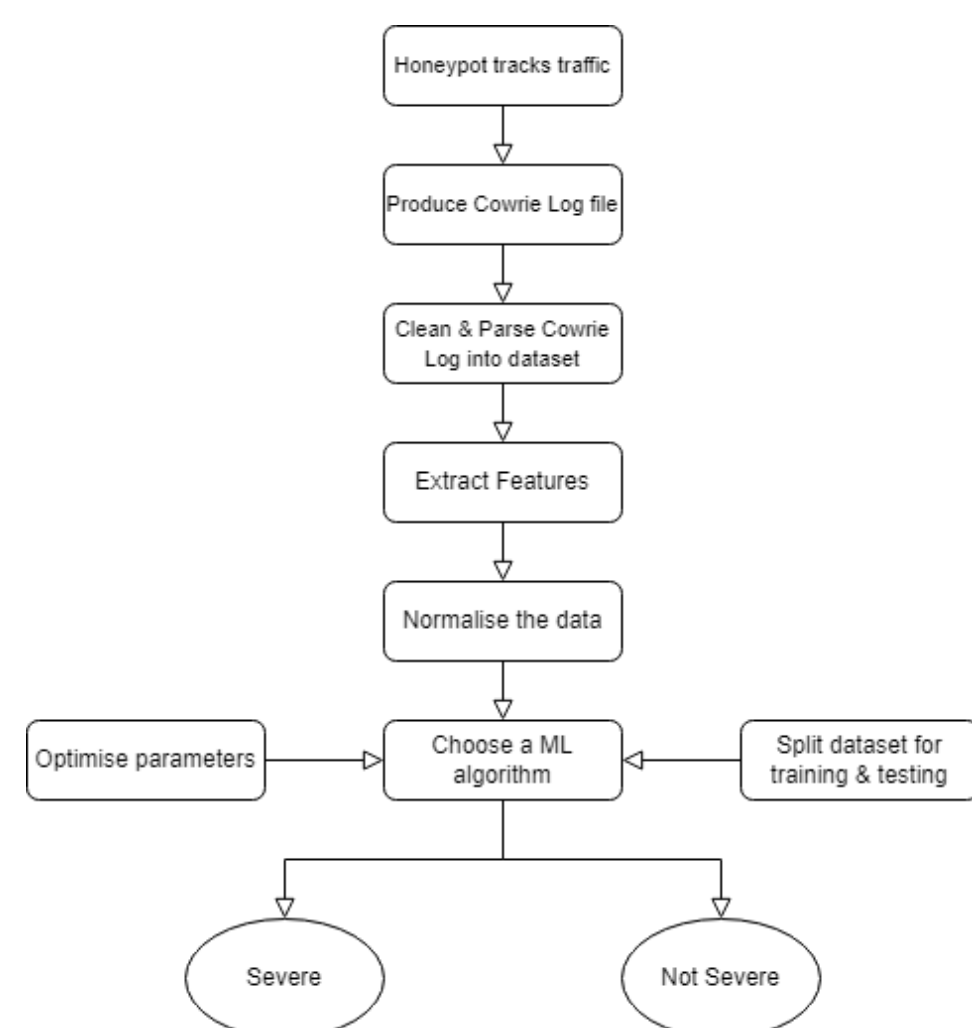 Honeypot tracks traffic
Produce Cowrie Log file
Clean & Parse Cowrie
Log into dataset
Extract Features
Normalise the data
Optimise parameters
Choose a ML
algorithm
Split dataset for
training & testing
Severe
Not Severe